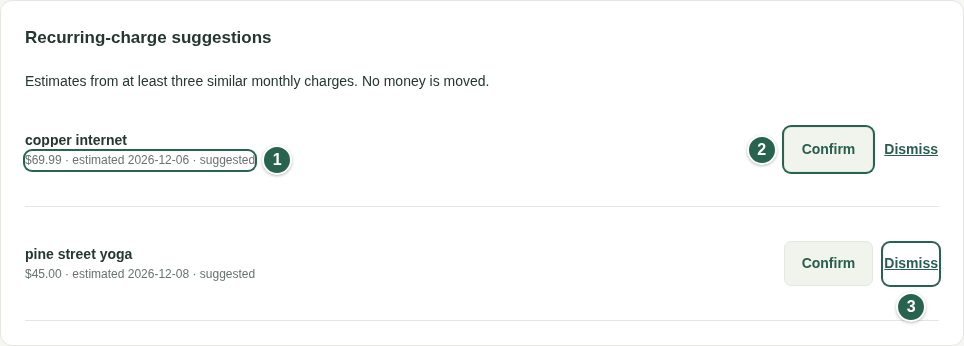 Recurring-charge suggestions
Estimates from at least three similar monthly charges. No money is moved.
copper internet
$69.99 · estimated 2026-12-06 · suggested
1
2
Confirm
Dismiss
pine street yoga
$45.00 · estimated 2026-12-08 · suggested
Confirm
Dismiss
3